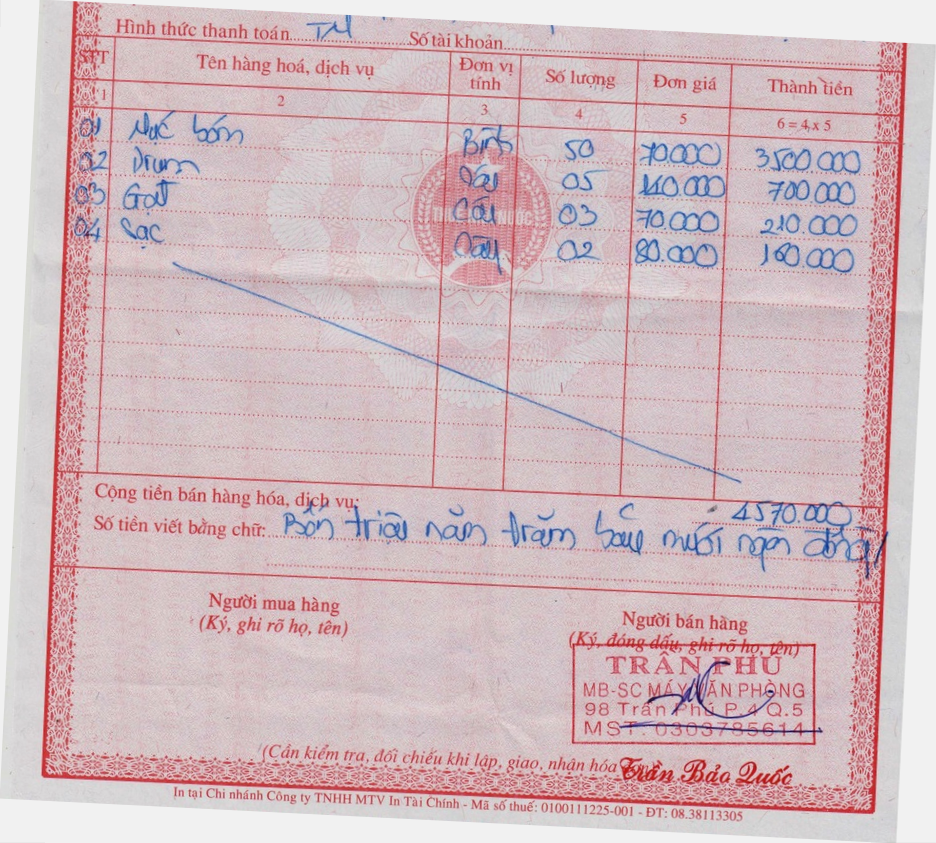 Hình thức thanh toán TM Số tài khoản
STT Tên hàng hoá, dịch vụ Đơn vị tính Số lượng Đơn giá Thành tiền
1 2 3 4 5 6 = 4 x 5
01 Mực bơm Bình 50 70.000 3500.000
02 Drum Cây 05 140.000 700.000
03 Gạt Cây 03 70.000 210.000
04 Sạc Cây 02 80.000 160.000
Cộng tiền bán hàng hóa, dịch vụ: 4570.000
Số tiền viết bằng chữ: Bốn triệu năm trăm bảy mươi ngàn đồng
Người mua hàng
(Ký, ghi rõ họ, tên)
Người bán hàng
(Ký, đóng dấu, ghi rõ họ, tên)
TRẦN PHÚ
MB-SC MÁY VĂN PHÒNG
98 Trần Phú P.4 Q.5
MST: 0303785614
(Cần kiểm tra, đối chiếu khi lập, giao, nhận hóa
Trần Bảo Quốc
In tại Chi nhánh Công ty TNHH MTV In Tài Chính - Mã số thuế: 0100111225-001 - ĐT: 08.38113305